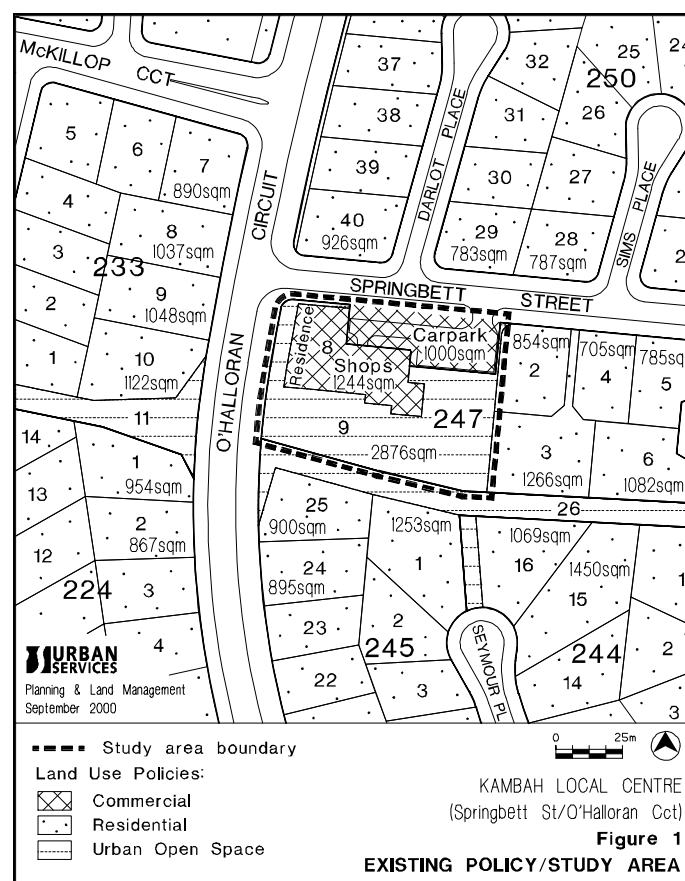 McKILLOP CCT
37
32
25
24
250
38
DARLOT PLACE
31
26
5
6
7
890sqm
39
30
27
SIMS PLACE
4
CIRCUIT
40
926sqm
29
783sqm
28
787sqm
2
8
1037sqm
3
233
9
1048sqm
2
SPRINGBETT STREET
1
10
1122sqm
Residence
8
Shops
1244sqm
Carpark
1000sqm
854sqm
2
705sqm
4
785sq
5
O'HALLORAN
11
9
247
2876sqm
3
1266sqm
6
1082sqm
14
1
954sqm
13
25
900sqm
1253sqm
1
26
1069sqm
16
2
867sqm
12
24
895sqm
1450sqm
15
1
224
3
23
2
245
SEYMOUR PL
244
2
4
22
3
14
3
URBAN
SERVICES
Planning & Land Management
September 2000
Study area boundary
0 25m
Land Use Policies:
Commercial
Residential
Urban Open Space
KAMBAH LOCAL CENTRE
(Springbett St/O'Halloran Cct)
Figure 1
EXISTING POLICY/STUDY AREA